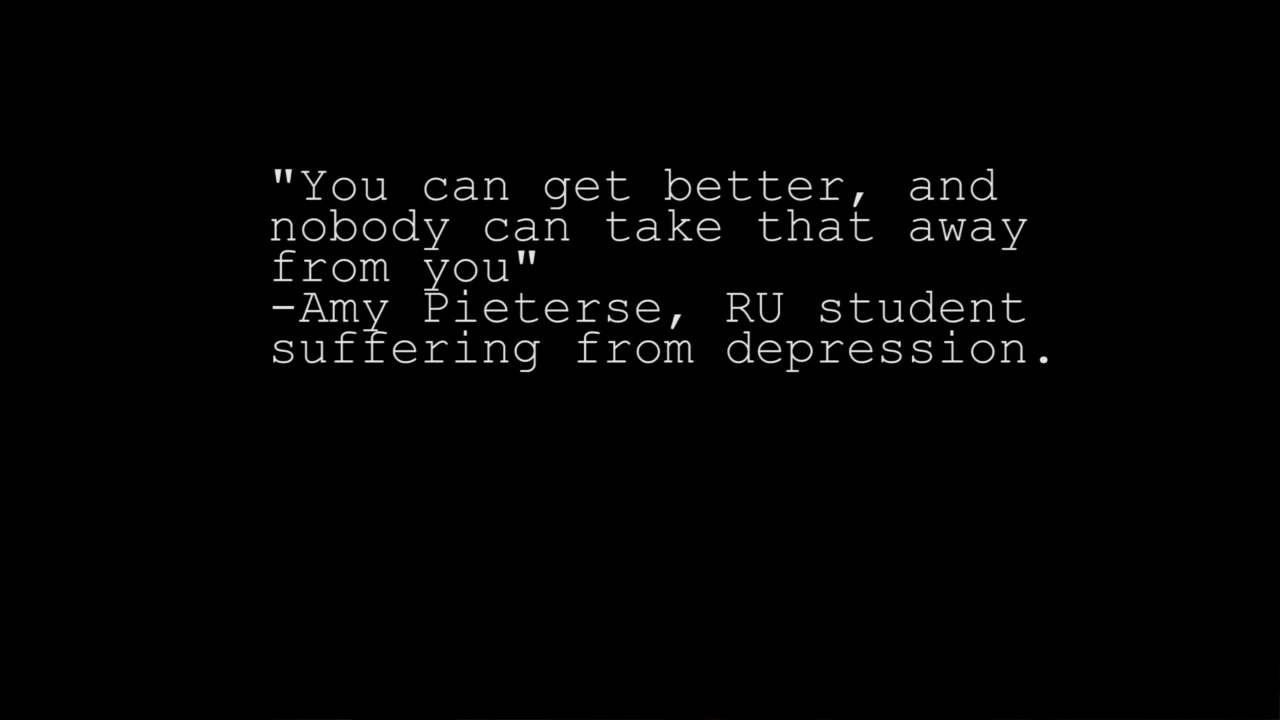 "You can get better, and
nobody can take that away
from you"
-Amy Pieterse, RU student
suffering from depression.